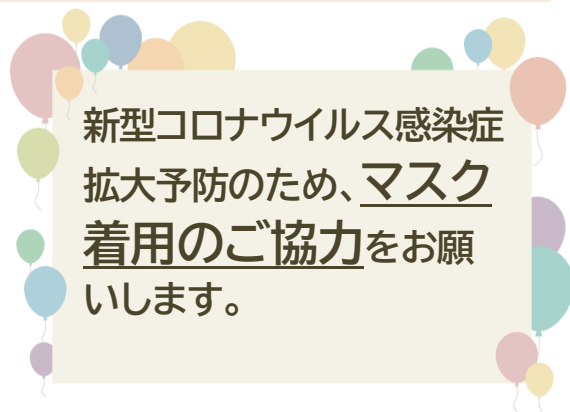 新型コロナウイルス感染症
拡大予防のため、マスク
着用のご協力をお願
いします。